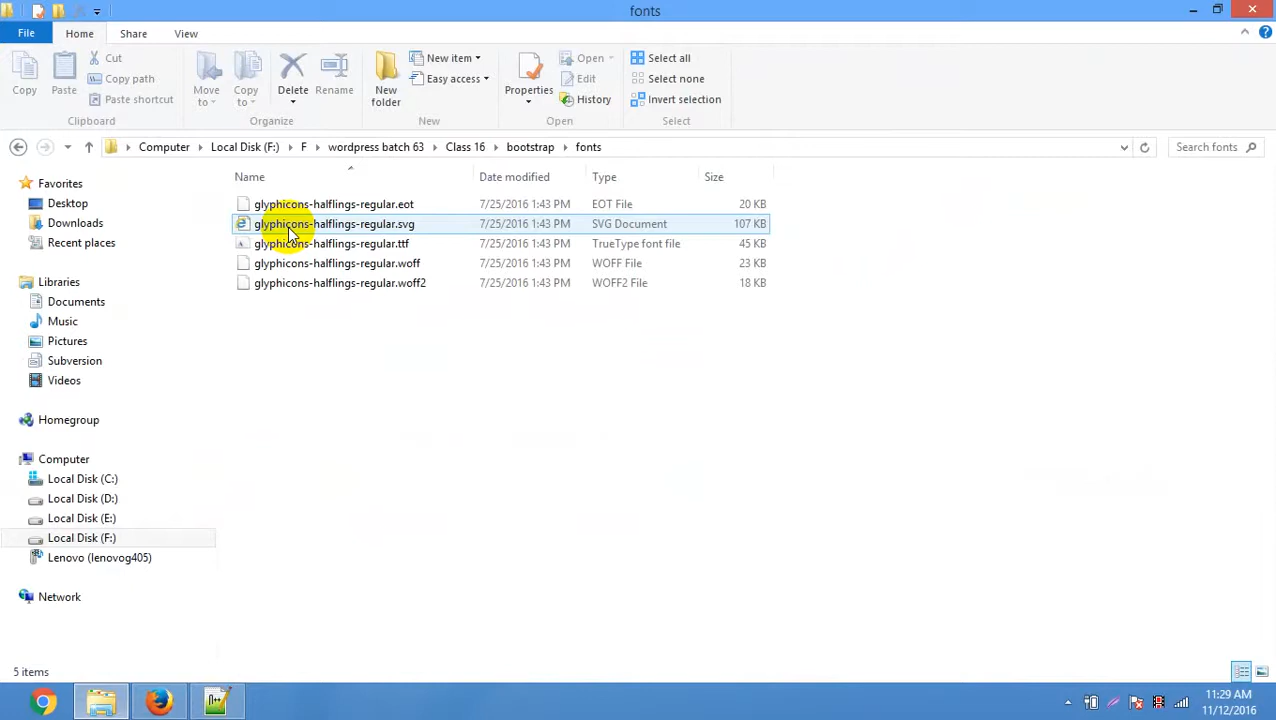 fonts
File
Home
Share
View
Copy
Paste
Cut
Copy path
Paste shortcut
Clipboard
Move to
Copy to
Delete
Rename
Organize
New folder
New item
Easy access
New
Properties
Open
Edit
History
Open
Select all
Select none
Invert selection
Select
Computer Local Disk (F:) F wordpress batch 63 Class 16 bootstrap fonts
Search fonts
Name Date modified Type Size
glyphicons-halflings-regular.eot 7/25/2016 1:43 PM EOT File 20 KB
glyphicons-halflings-regular.svg 7/25/2016 1:43 PM SVG Document 107 KB
glyphicons-halflings-regular.ttf 7/25/2016 1:43 PM TrueType font file 45 KB
glyphicons-halflings-regular.woff 7/25/2016 1:43 PM WOFF File 23 KB
glyphicons-halflings-regular.woff2 7/25/2016 1:43 PM WOFF2 File 18 KB
Favorites
Desktop
Downloads
Recent places
Libraries
Documents
Music
Pictures
Subversion
Videos
Homegroup
Computer
Local Disk (C:)
Local Disk (D:)
Local Disk (E:)
Local Disk (F:)
Lenovo (lenovog405)
Network
5 items
11:29 AM
11/12/2016